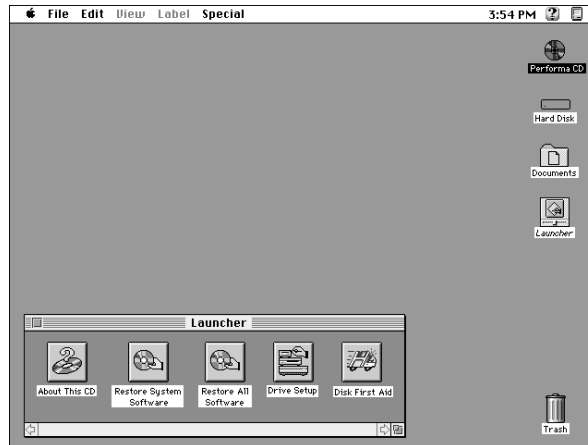 File Edit View Label Special 3:54 PM
Performa CD
Hard Disk
Documents
Launcher
Launcher
About This CD
Restore System
Software
Restore All
Software
Drive Setup
Disk First Aid
Trash